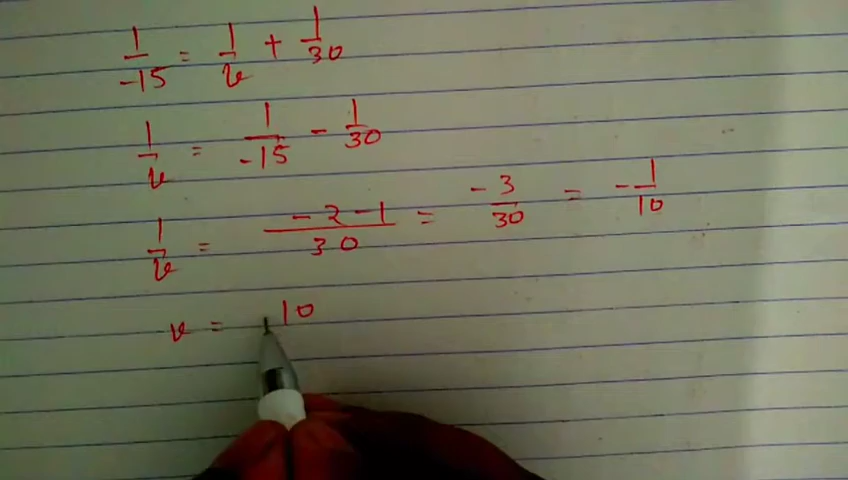 1/-15 = 1/v + 1/30
1/v = 1/-15 - 1/30
1/v = -2-1/30 = -3/30 = -1/10
v = 10